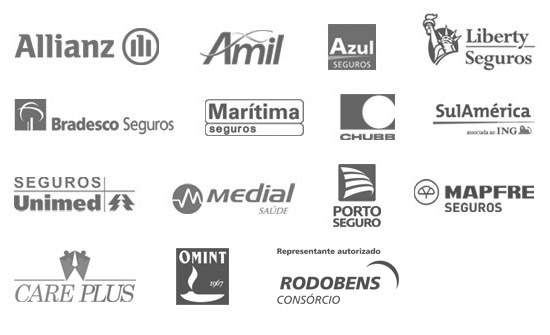 Allianz
Amil
Azul
SEGUROS
Liberty
Seguros
Bradesco Seguros
Marítima
seguros
CHUBB
SulAmérica
associada ao ING
SEGUROS
Unimed
MEDIAL
SAÚDE
PORTO
SEGURO
MAPFRE
SEGUROS
CARE PLUS
OMINT
1967
Representante autorizado
RODOBENS
CONSÓRCIO